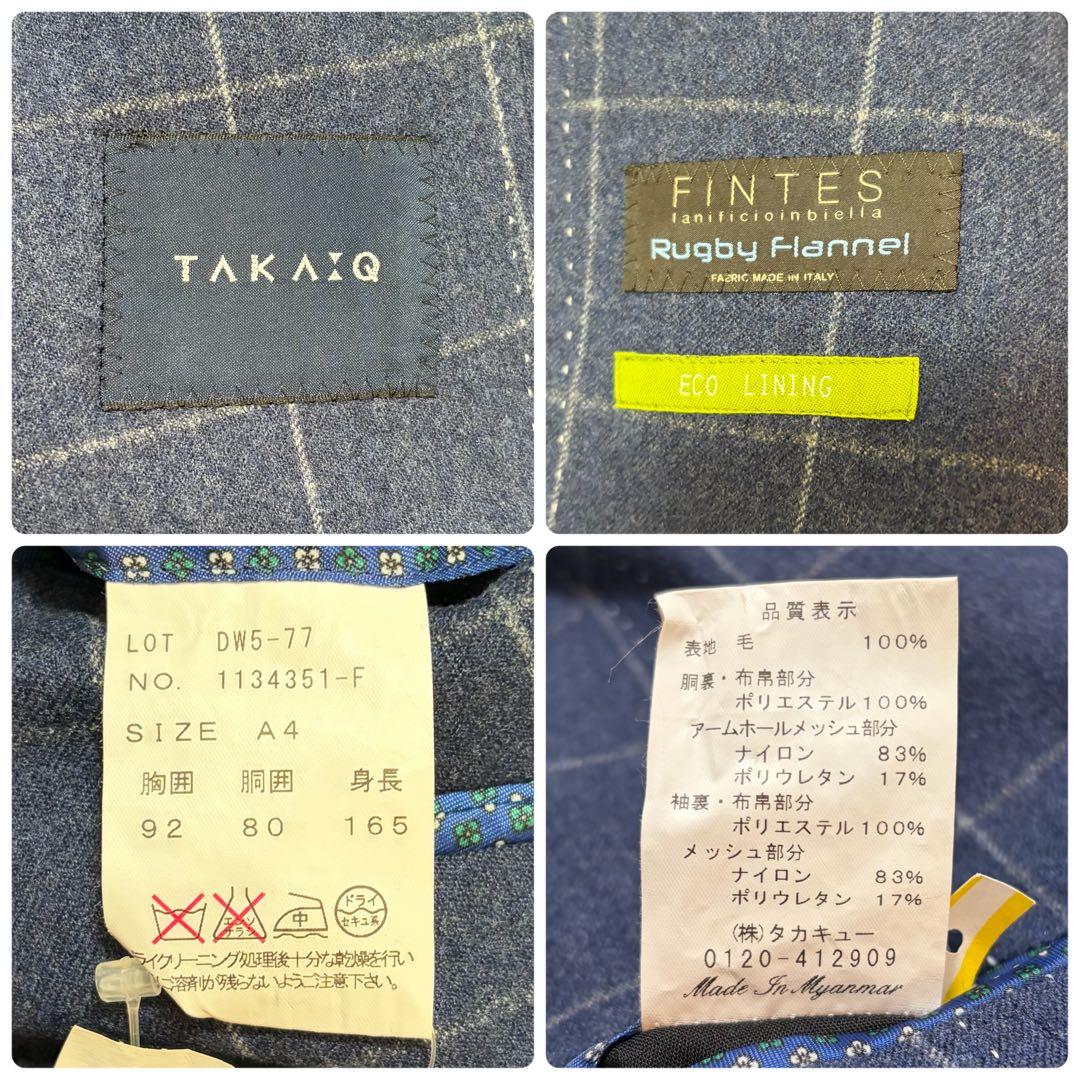 TAKA:Q
FINTES
lanificioinbiella
Rugby Flannel
FABRIC MADE IN ITALY
ECO LINING
LOT DW5-77
NO. 1134351-F
SIZE A4
胸囲 胴囲 身長
92 80 165
エンソ 中 ドライ
サラシ セキユ系
ライクリーニング処理後十分な乾燥を行い
溶剤が残らないようご注意下さい。
品質表示
表地 毛 100%
胴裏・布帛部分
ポリエステル100%
アームホールメッシュ部分
ナイロン 83%
ポリウレタン 17%
袖裏・布帛部分
ポリエステル100%
メッシュ部分
ナイロン 83%
ポリウレタン 17%
(株)タカキュー
0120-412909
Made In Myanmar